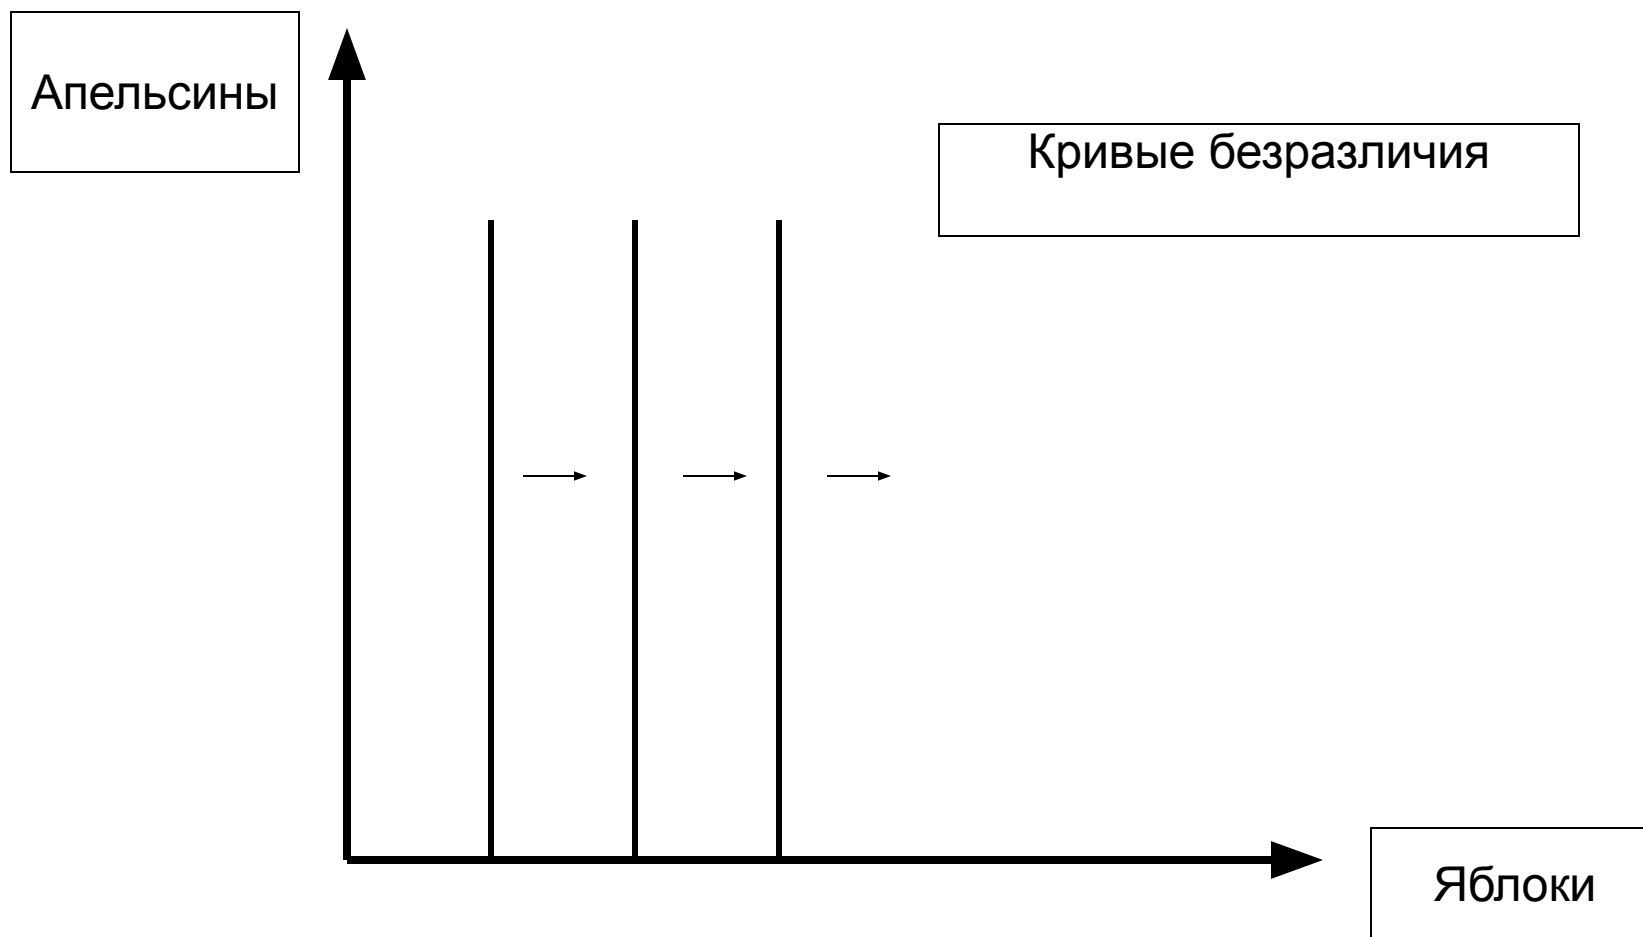 Апельсины
Кривые безразличия
Яблоки